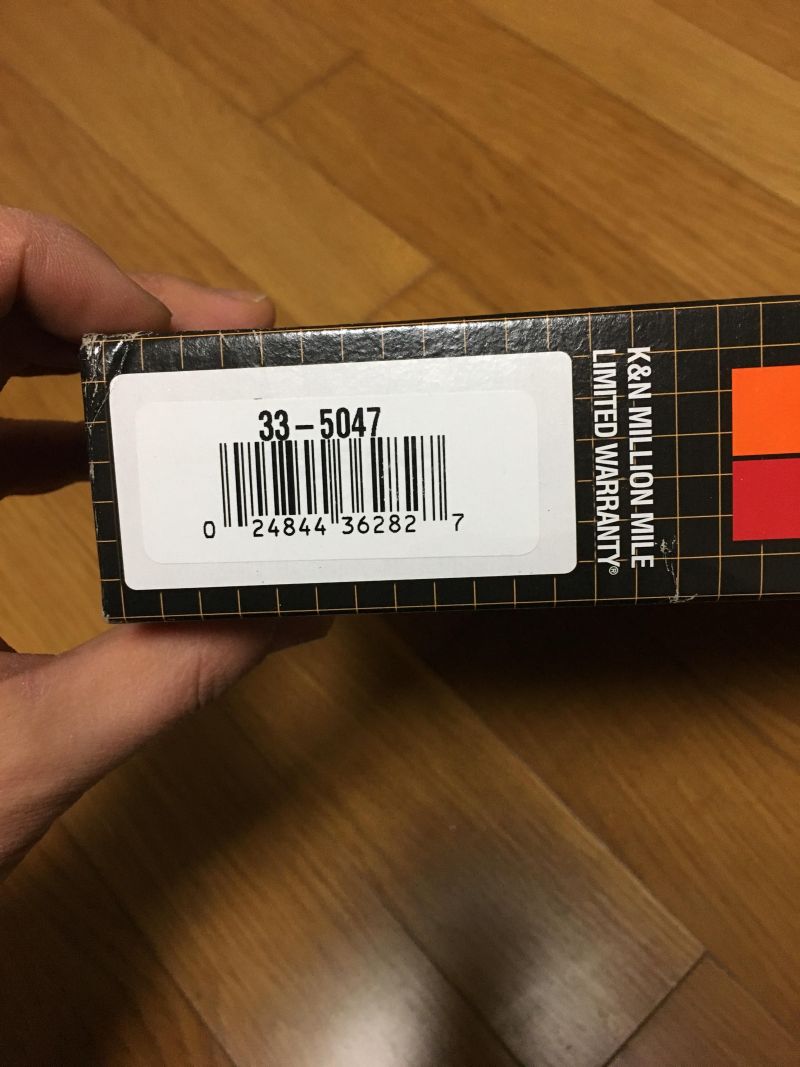 33-5047
0 24844 36282 7
K&N MILLION MILE
LIMITED WARRANTY®